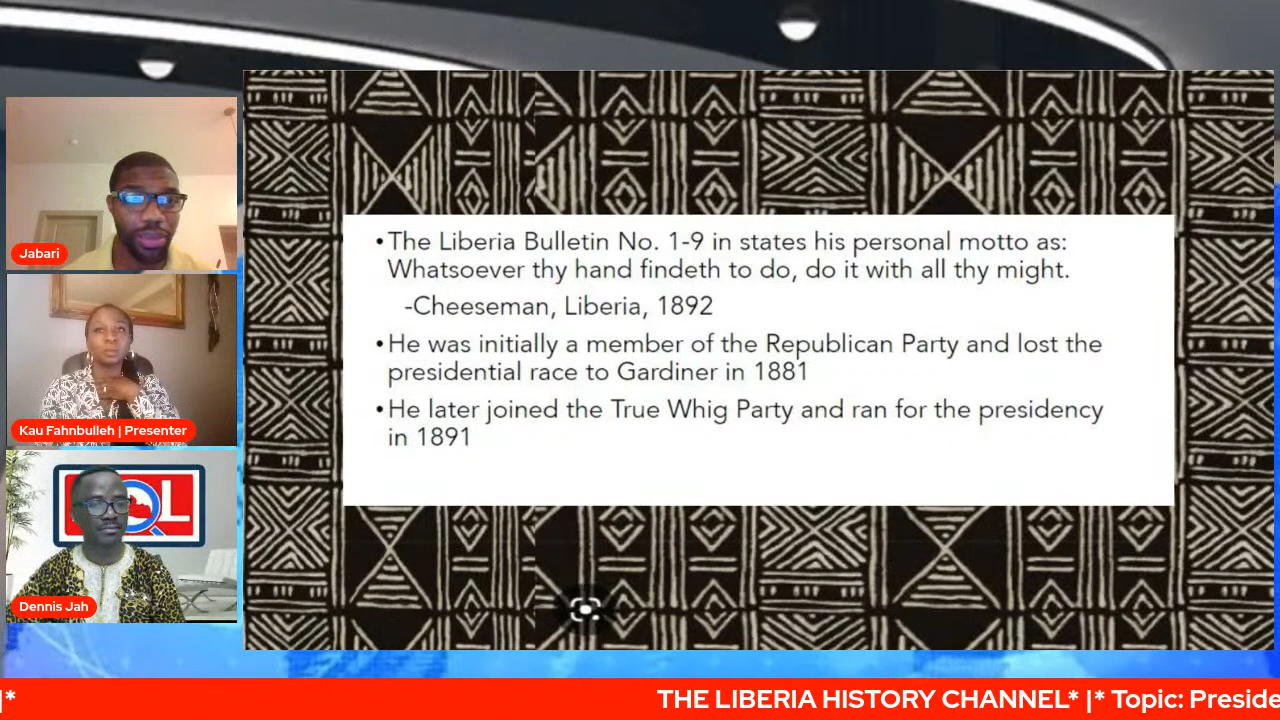 Jabari
Kau Fahnbulleh | Presenter
Dennis Jah
• The Liberia Bulletin No. 1-9 in states his personal motto as:
Whatsoever thy hand findeth to do, do it with all thy might.
-Cheeseman, Liberia, 1892
• He was initially a member of the Republican Party and lost the
presidential race to Gardiner in 1881
• He later joined the True Whig Party and ran for the presidency
in 1891
|* THE LIBERIA HISTORY CHANNEL* |* Topic: Preside